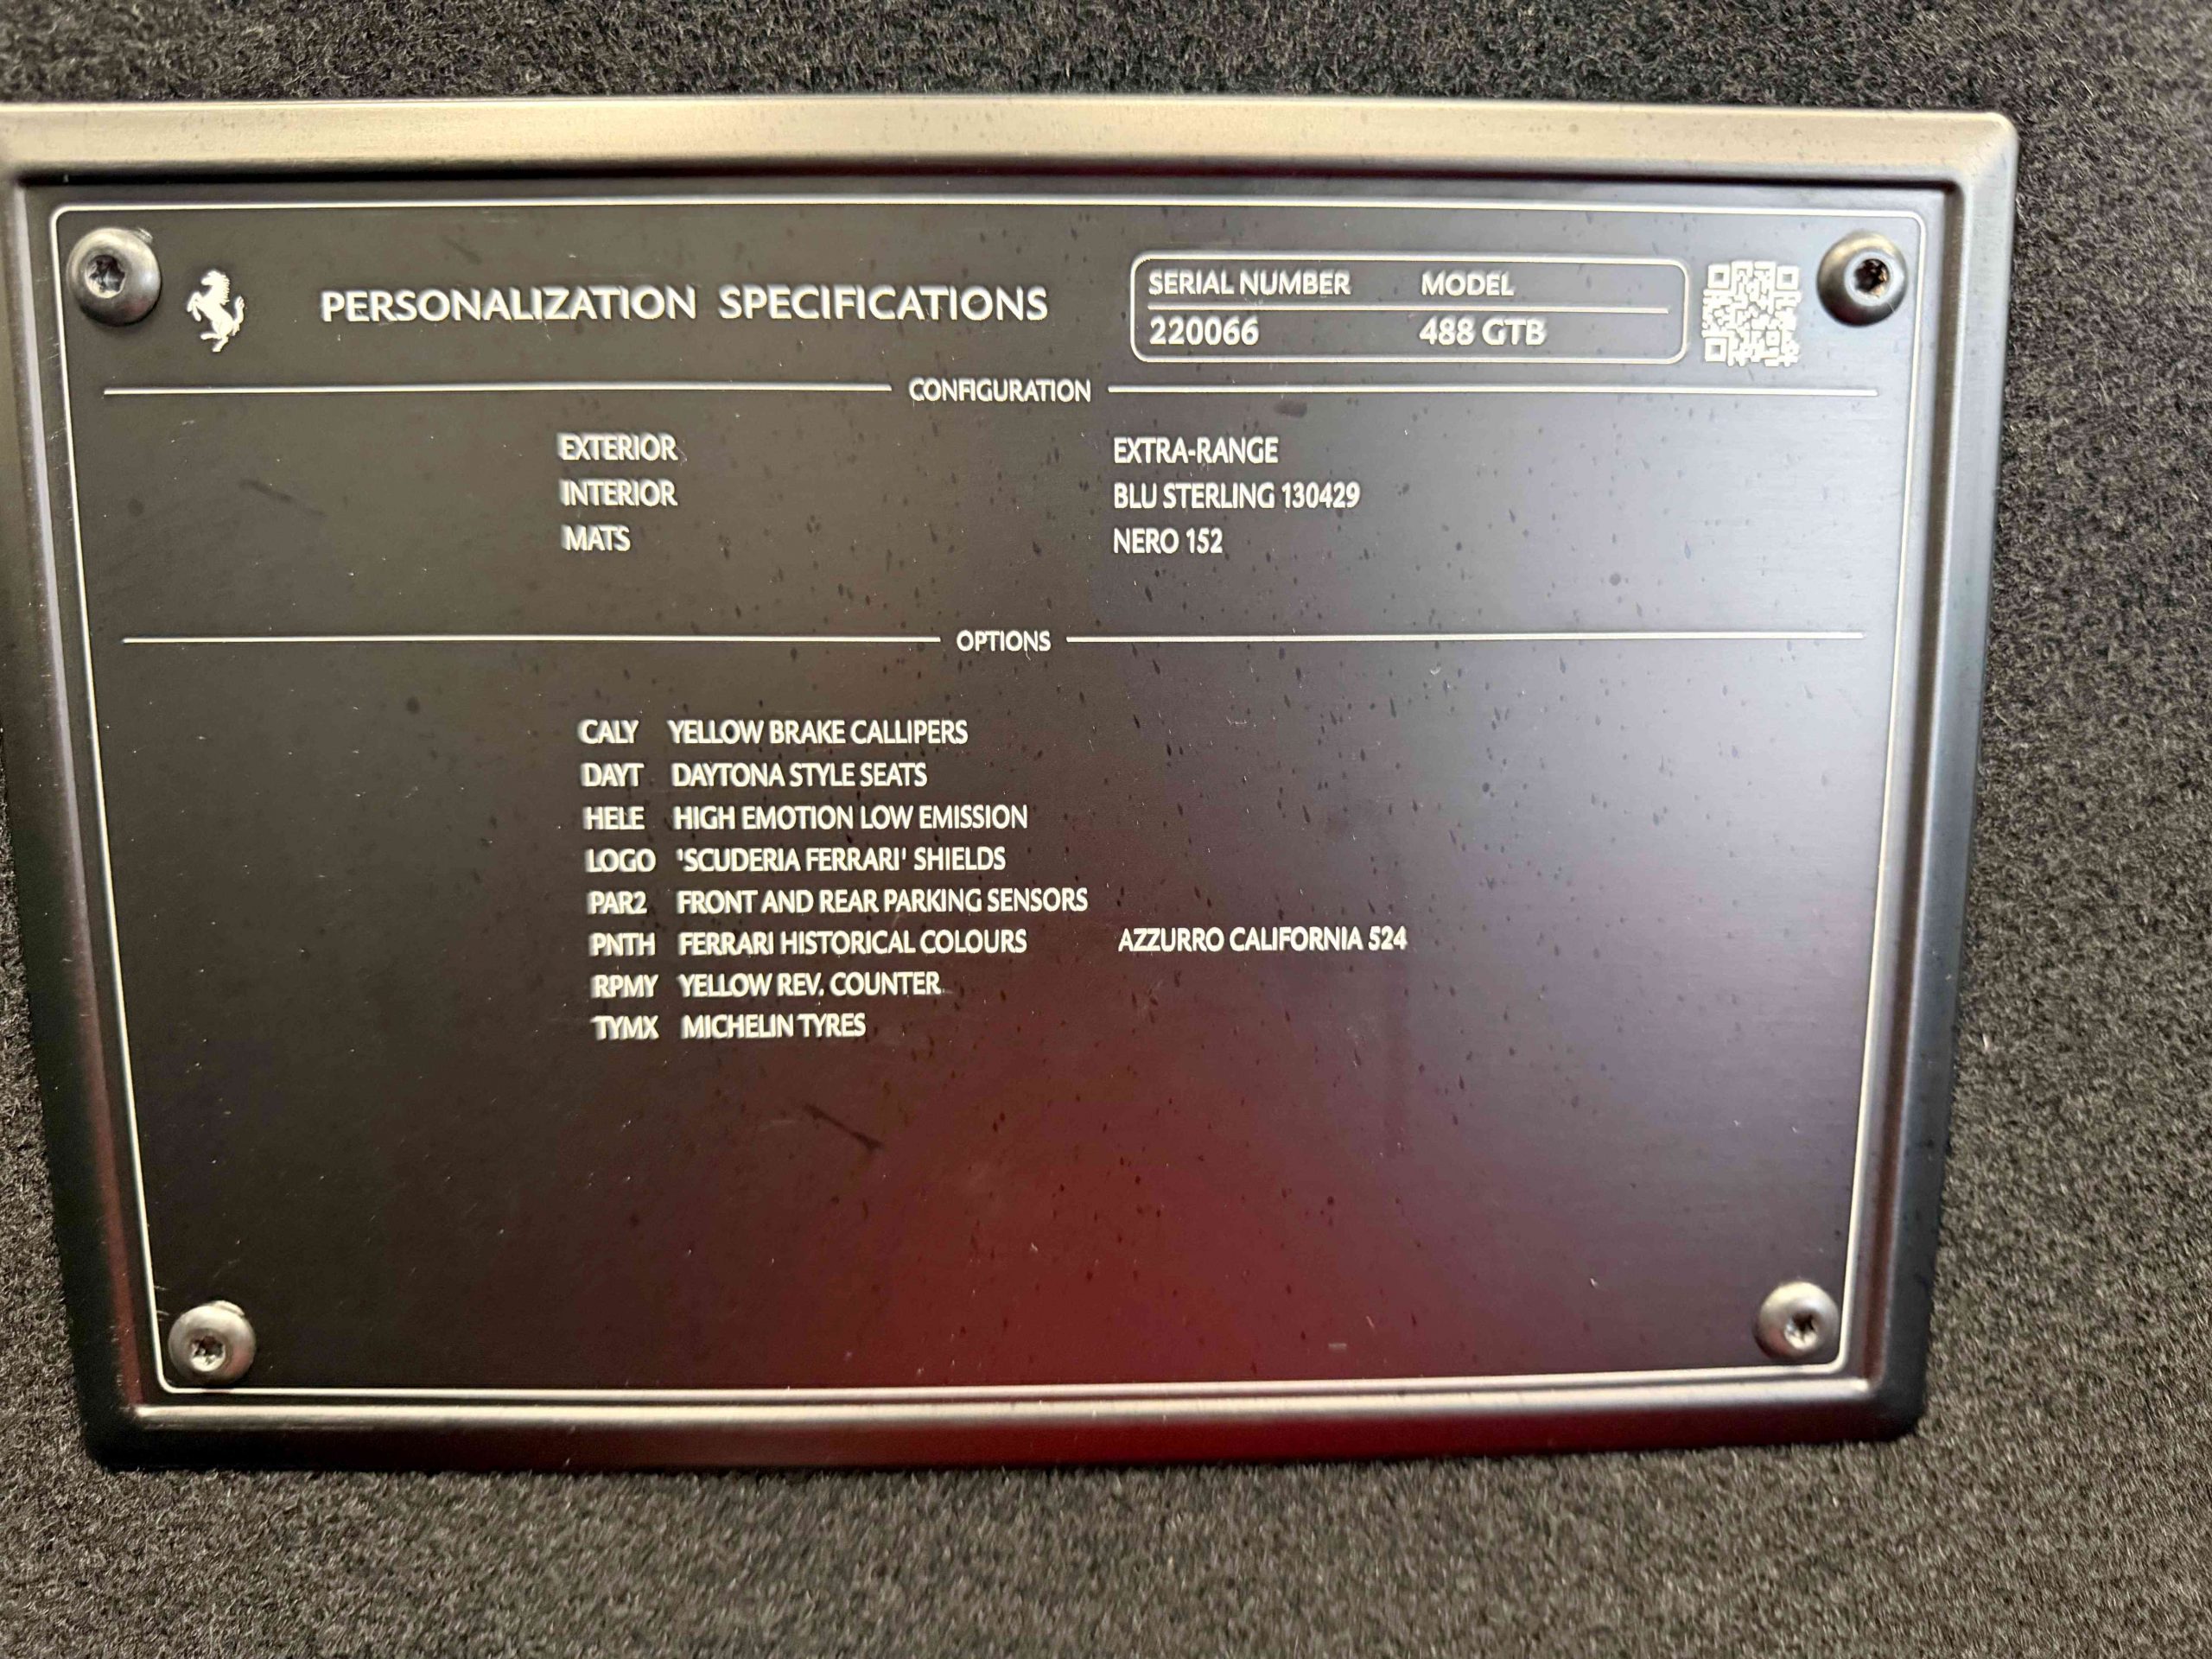 PERSONALIZATION SPECIFICATIONS
SERIAL NUMBER MODEL
220066 488 GTB
CONFIGURATION
EXTERIOR EXTRA-RANGE
INTERIOR BLU STERLING 130429
MATS NERO 152
OPTIONS
CALY YELLOW BRAKE CALLIPERS
DAYT DAYTONA STYLE SEATS
HELE HIGH EMOTION LOW EMISSION
LOGO 'SCUDERIA FERRARI' SHIELDS
PAR2 FRONT AND REAR PARKING SENSORS
PNTH FERRARI HISTORICAL COLOURS AZZURRO CALIFORNIA 524
RPMY YELLOW REV. COUNTER
TYMX MICHELIN TYRES